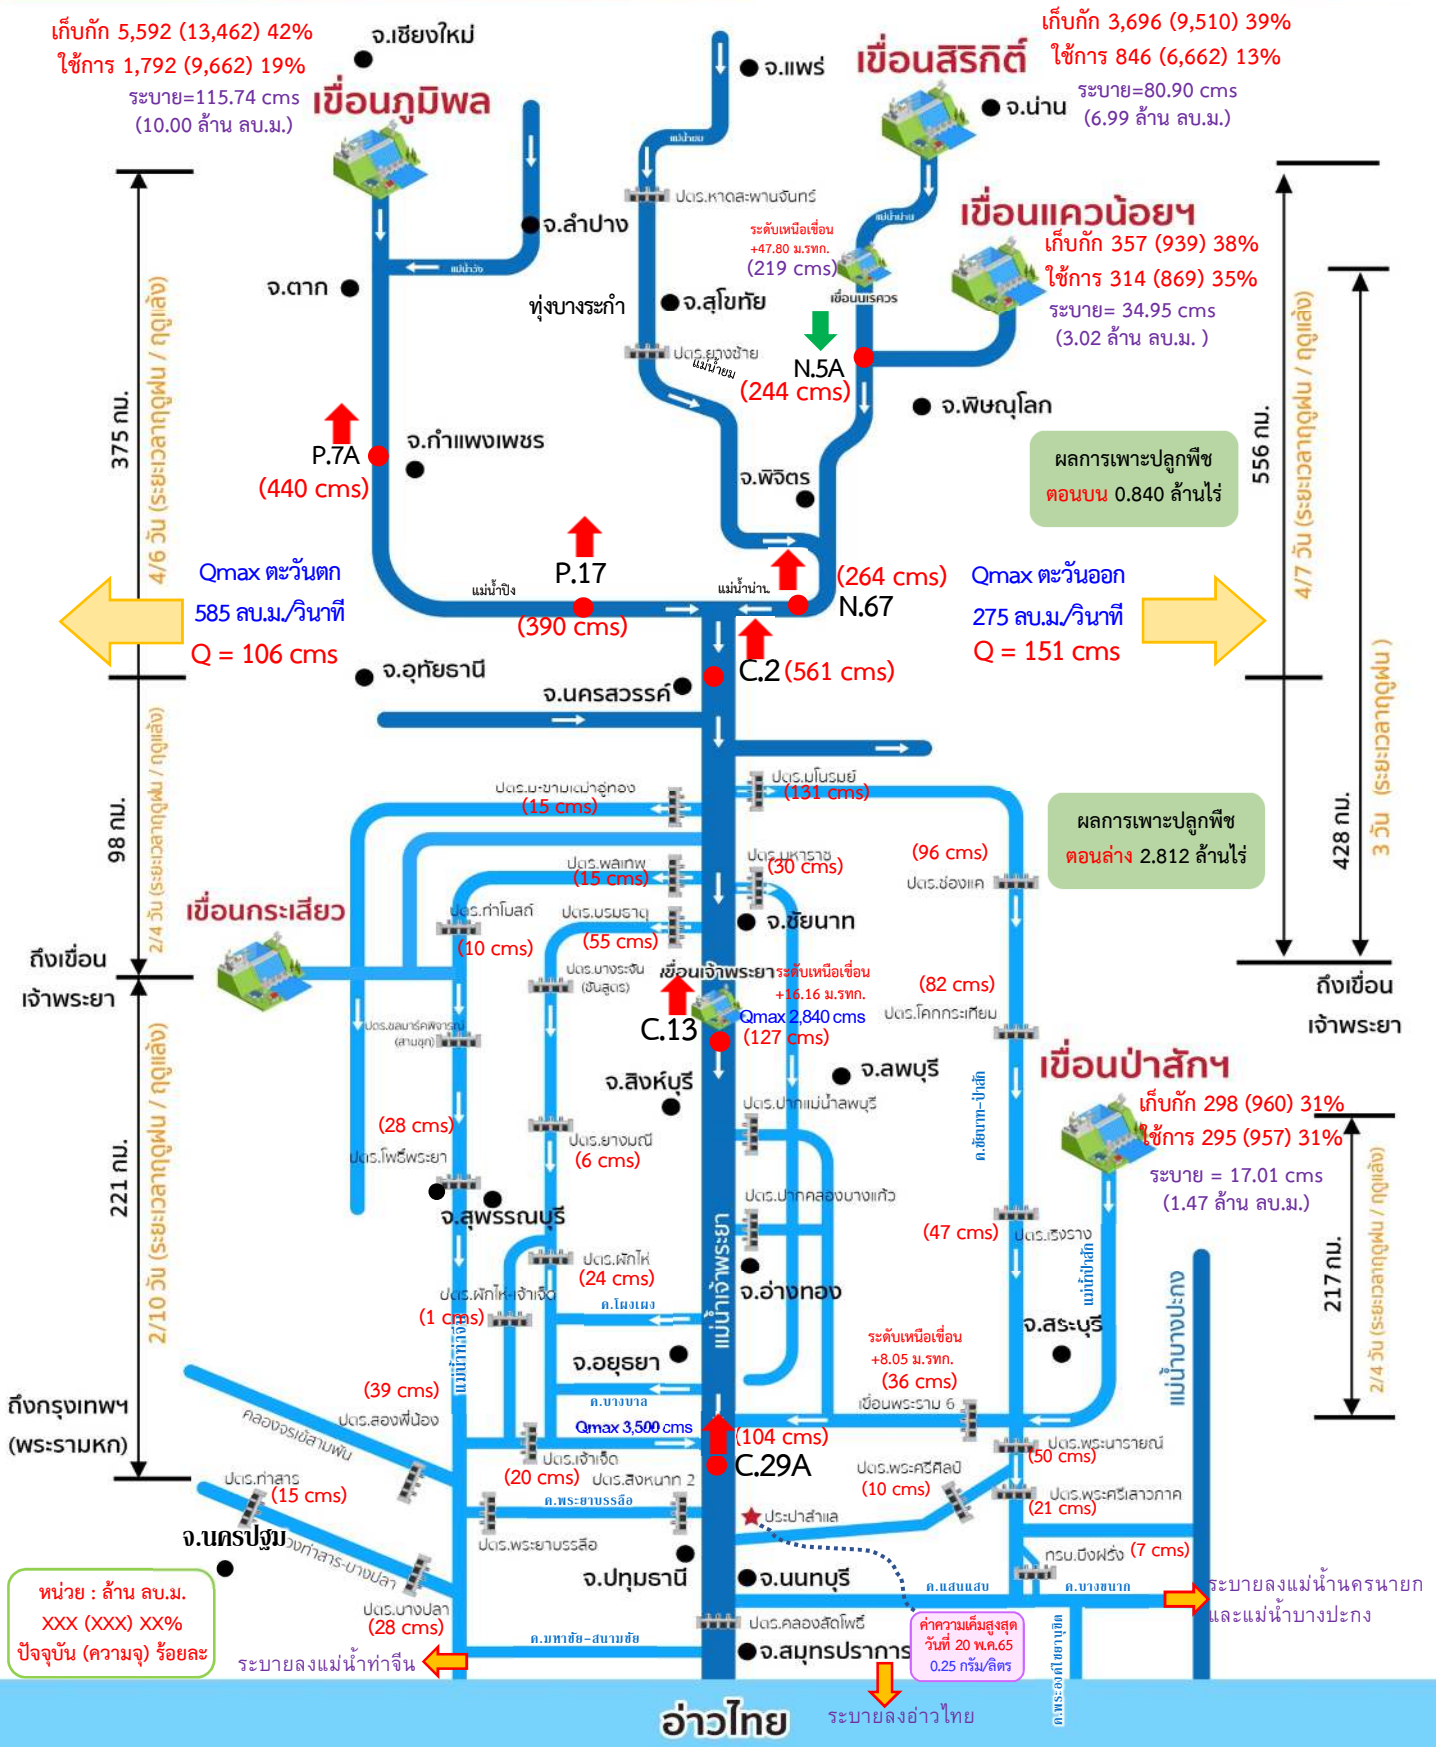 เก็บกัก 5,592 (13,462) 42%
ใช้การ 1,792 (9,662) 19%
ระบาย=115.74 cms
(10.00 ล้าน ลบ.ม.)
จ.เชียงใหม่
เขื่อนภูมิพล
จ.แพร่
เขื่อนสิริกิติ์
เก็บกัก 3,696 (9,510) 39%
ใช้การ 846 (6,662) 13%
ระบาย=80.90 cms
(6.99 ล้าน ลบ.ม.)
จ.น่าน
แม่น้ำยม
ปตร.หาดสะพานจันทร์
แม่น้ำน่าน
เขื่อนแควน้อยฯ
เก็บกัก 357 (939) 38%
ใช้การ 314 (869) 35%
ระบาย= 34.95 cms
(3.02 ล้าน ลบ.ม. )
ระดับเหนือเขื่อน
+47.80 ม.รทก.
(219 cms)
เขื่อนนเรศวร
จ.ลำปาง
แม่น้ำวัง
จ.ตาก
ทุ่งบางระกำ
จ.สุโขทัย
ปตร.ยางซ้าย
แม่น้ำยม
N.5A
(244 cms)
จ.พิษณุโลก
375 กม.
4/6 วัน (ระยะเวลาฤดูฝน / ฤดูแล้ง)
จ.กำแพงเพชร
P.7A
(440 cms)
จ.พิจิตร
ผลการเพาะปลูกพืช
ตอนบน 0.840 ล้านไร่
556 กม.
4/7 วัน (ระยะเวลาฤดูฝน / ฤดูแล้ง)
Qmax ตะวันตก
585 ลบ.ม./วินาที
Q = 106 cms
แม่น้ำปิง
P.17
(390 cms)
แม่น้ำน่าน
(264 cms)
N.67
Qmax ตะวันออก
275 ลบ.ม./วินาที
Q = 151 cms
จ.อุทัยธานี
จ.นครสวรรค์
C.2 (561 cms)
98 กม.
2/4 วัน (ระยะเวลาฤดูฝน / ฤดูแล้ง)
428 กม.
3 วัน (ระยะเวลาฤดูฝน )
ปตร.มะขามเฒ่าอู่ทอง
(15 cms)
ปตร.มโนรมย์
(131 cms)
ผลการเพาะปลูกพืช
ตอนล่าง 2.812 ล้านไร่
ปตร.พลเทพ
(15 cms)
ปตร.มหาราช
(30 cms)
(96 cms)
ปตร.ช่องแค
เขื่อนกระเสียว
ปตร.ท่าโบสถ์
(10 cms)
ปตร.บรมธาตุ
(55 cms)
จ.ชัยนาท
ถึงเขื่อน
เจ้าพระยา
ปตร.บางระจัน
(ชันสูตร)
เขื่อนเจ้าพระยา
ระดับเหนือเขื่อน
+16.16 ม.รทก.
Qmax 2,840 cms
C.13
(127 cms)
(82 cms)
ปตร.โคกกระเทียม
ถึงเขื่อน
เจ้าพระยา
ปตร.ชลมาร์คพิจารณ์
(สามชุก)
จ.สิงห์บุรี
จ.ลพบุรี
เขื่อนป่าสักฯ
เก็บกัก 298 (960) 31%
ใช้การ 295 (957) 31%
ระบาย = 17.01 cms
(1.47 ล้าน ลบ.ม.)
ค.ชัยนาท-ป่าสัก
ปตร.ปากแม่น้ำลพบุรี
221 กม.
2/10 วัน (ระยะเวลาฤดูฝน / ฤดูแล้ง)
(28 cms)
ปตร.โพธิ์พระยา
จ.สุพรรณบุรี
ปตร.ยางมณี
(6 cms)
ปตร.ปากคลองบางแก้ว
(47 cms)
ปตร.เริงราง
แม่น้ำป่าสัก
217 กม.
2/4 วัน (ระยะเวลาฤดูฝน / ฤดูแล้ง)
แม่น้ำเจ้าพระยา
แม่น้ำบางปะกง
ปตร.ผักไห่
(24 cms)
ปตร.ผักไห่-เจ้าเจ็ด
(1 cms)
ค.โผงเผง
จ.อ่างทอง
จ.สระบุรี
จ.อยุธยา
ค.บางบาล
ระดับเหนือเขื่อน
+8.05 ม.รทก.
(36 cms)
เขื่อนพระราม 6
(39 cms)
ปตร.สองพี่น้อง
คลองจรเข้สามพัน
ถึงกรุงเทพฯ
(พระรามหก)
Qmax 3,500 cms
(104 cms)
C.29A
ปตร.เจ้าเจ็ด
(20 cms)
ปตร.สิงหนาท 2
ค.พระยาบรรลือ
ปตร.พระยาบรรลือ
ปตร.พระนารายณ์
(50 cms)
ปตร.พระศรีศิลป์
(10 cms)
ปตร.พระศรีเสาวภาค
(21 cms)
ปตร.ท่าสาร
(15 cms)
ประปาสำแล
จ.นครปฐม
ปตร.บางปลา
(28 cms)
จ.ปทุมธานี
จ.นนทบุรี
ทรบ.บึงฝรั่ง (7 cms)
ค.แสนแสบ
ค.บางขนาก
ระบายลงแม่น้ำนครนายก
และแม่น้ำบางปะกง
หน่วย : ล้าน ลบ.ม.
XXX (XXX) XX%
ปัจจุบัน (ความจุ) ร้อยละ
ระบายลงแม่น้ำท่าจีน
ค.มหาชัย-สนามชัย
ปตร.คลองลัดโพธิ์
จ.สมุทรปราการ
ค่าความเค็มสูงสุด
วันที่ 20 พ.ค.65
0.25 กรัม/ลิตร
ค.พระองค์ไชยานุชิต
อ่าวไทย
ระบายลงอ่าวไทย